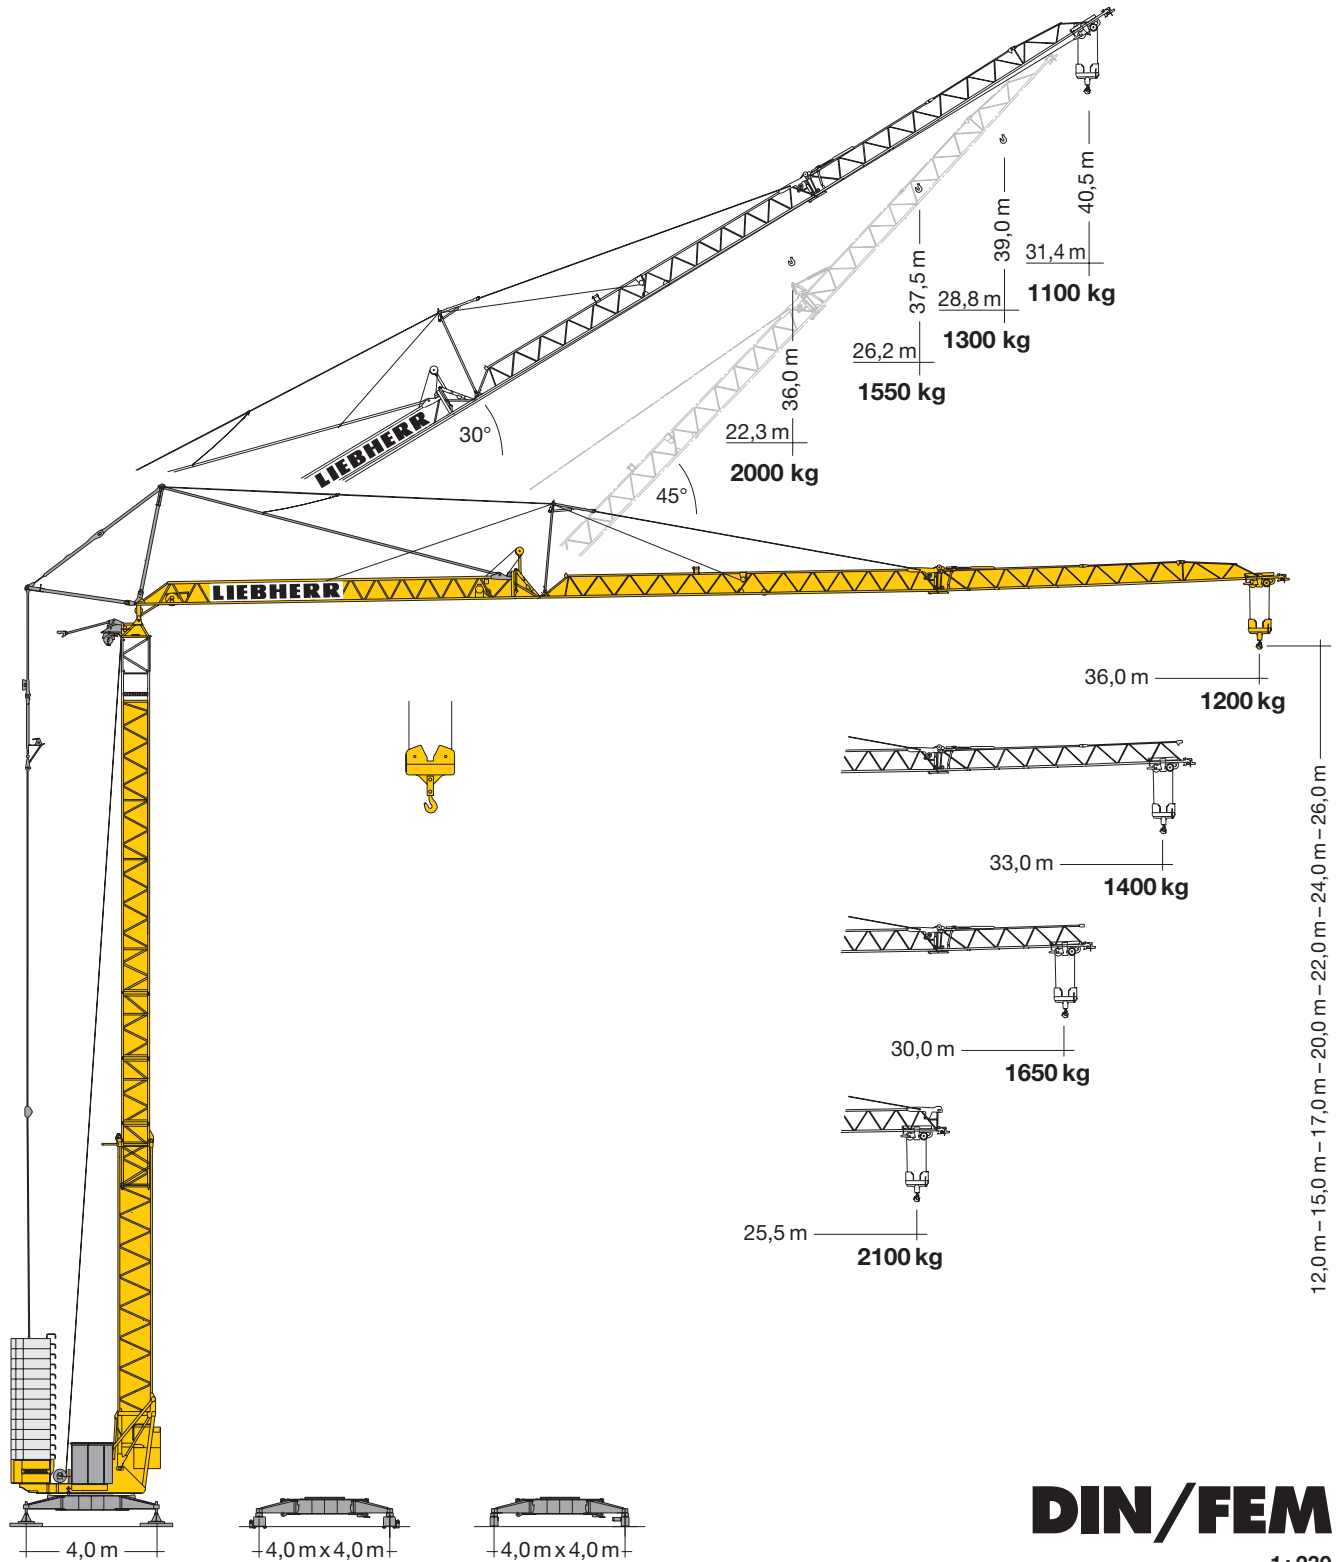 40,5 m
31,4 m
1100 kg
39,0 m
28,8 m
1300 kg
37,5 m
26,2 m
1550 kg
36,0 m
22,3 m
2000 kg
30°
LIEBHERR
45°
LIEBHERR
36,0 m
1200 kg
33,0 m
1400 kg
30,0 m
1650 kg
25,5 m
2100 kg
12,0 m – 15,0 m – 17,0 m – 20,0 m – 22,0 m – 24,0 m – 26,0 m
4,0 m
4,0 m x 4,0 m
4,0 m x 4,0 m
DIN/FEM